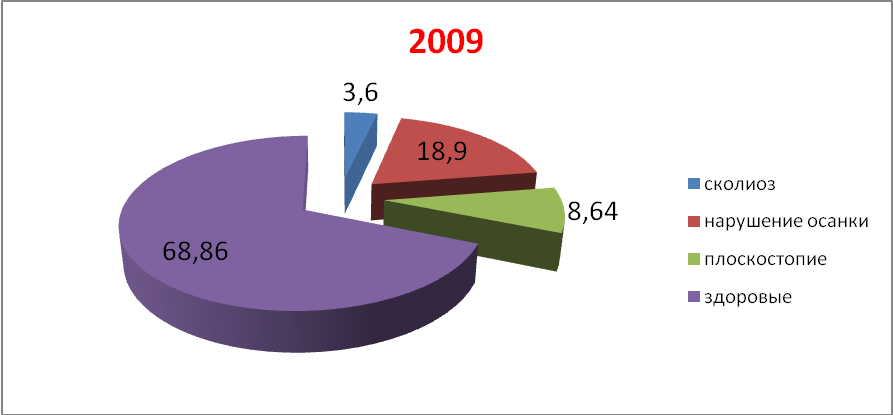 2009
3,6
18,9
8,64
68,86
сколиоз
нарушение осанки
плоскостопие
здоровые